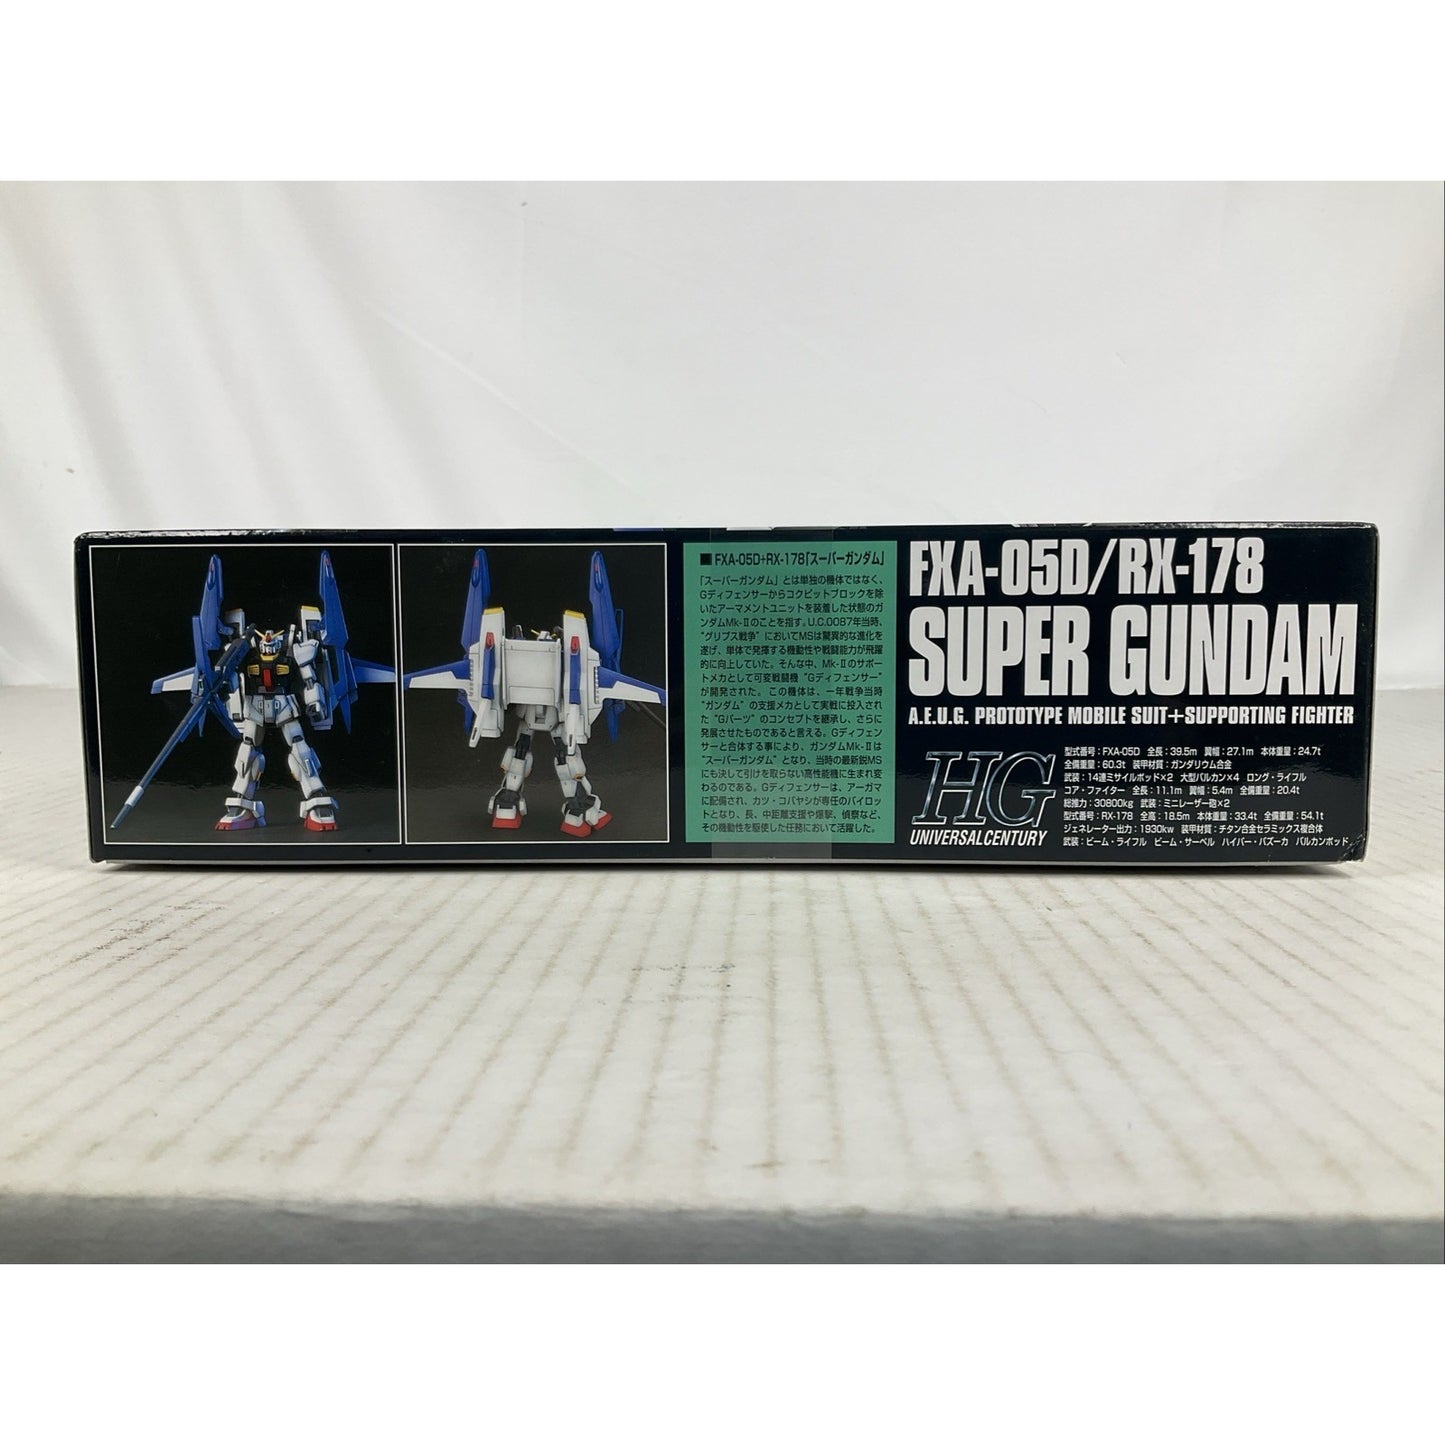 ■ FXA-05D+RX-178「スーパーガンダム」
「スーパーガンダム」とは単独の機体ではなく、
Gディフェンサーからコクピットブロックを除
いたアーマメントユニットを装着した状態のガ
ンダムMk-Ⅱのことを指す。U.C.0087年当時、
“グリプス戦争”においてMSは驚異的な進化を
遂げ、単体で発揮する機動性や戦闘能力が飛躍
的に向上していた。そんな中、Mk-Ⅱのサポー
トメカとして可変戦闘機“Gディフェンサー”
が開発された。この機体は、一年戦争当時
“ガンダム”の支援メカとして実戦に投入され
た“Gパーツ”のコンセプトを継承し、さらに
発展させたものであると言える。Gディフェン
サーと合体する事により、ガンダムMk-Ⅱは
“スーパーガンダム”となり、当時の最新鋭MS
にも決して引けを取らない高性能機に生まれ変
わるのである。Gディフェンサーは、アーガマ
に配備され、カツ・コバヤシが専任のパイロッ
トとなり、長、中距離支援や爆撃、偵察など、
その機動性を駆使した任務において活躍した。
FXA-05D/RX-178
SUPER GUNDAM
A.E.U.G. PROTOTYPE MOBILE SUIT+SUPPORTING FIGHTER
HG
UNIVERSAL CENTURY
型式番号：FXA-05D 全長：39.5m 翼幅：27.1m 本体重量：24.7t
全備重量：60.3t 装甲材質：ガンダリウム合金
武装：14連ミサイルポッド×2 大型バルカン×4 ロング・ライフル
コア・ファイター 全長：11.1m 翼幅：5.4m 全備重量：20.4t
総推力：30800kg 武装：ミニレーザー砲×2
型式番号：RX-178 全高：18.5m 本体重量：33.4t 全備重量：54.1t
ジェネレーター出力：1930kw 装甲材質：チタン合金セラミックス複合体
武装：ビーム・ライフル ビーム・サーベル ハイパー・バズーカ バルカンポッド